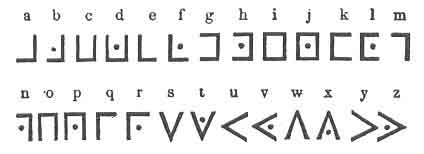 a b c d e f g h i j k l m
n o p q r s t u v w x y z